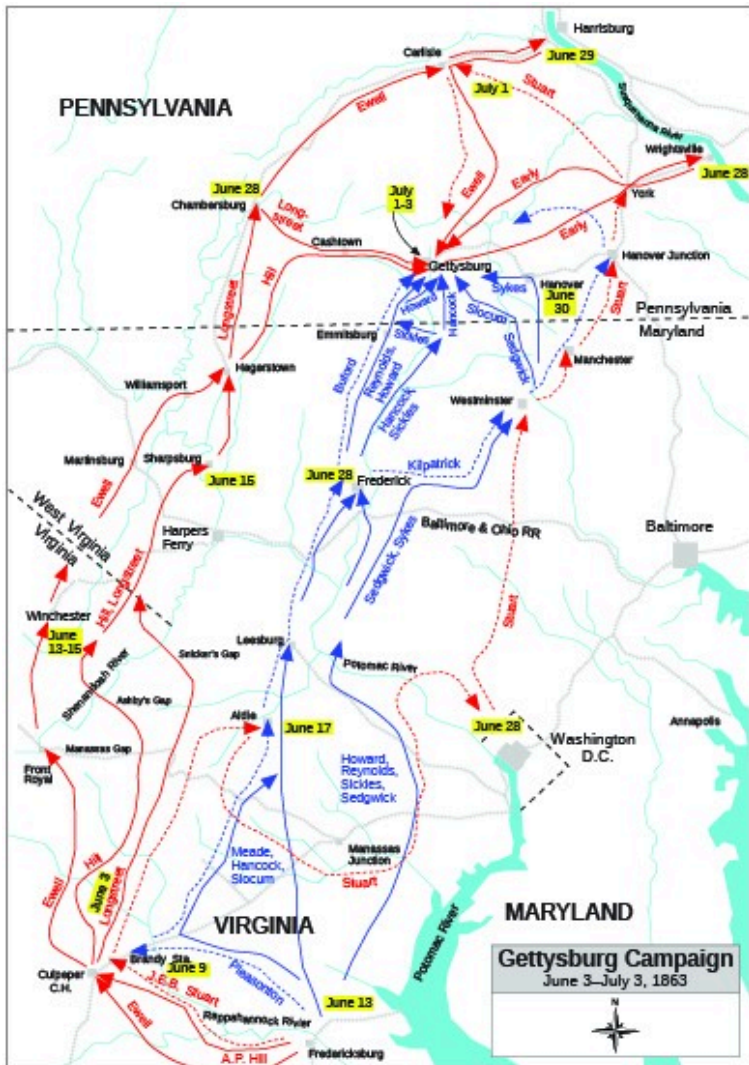 Harrisburg
Carlisle
June 29
Stuart
July 1
PENNSYLVANIA
Ewell
Susquehanna River
Wrightsville
June 28
June 28
Chambersburg
Long-
street
July
1-3
Ewell
Early
York
Early
Cashtown
Gettysburg
Hanover Junction
Hill
Longstreet
Howard
Hancock
Sykes
Hanover
June
30
Slocum
Stuart
Pennsylvania
Maryland
Emmitsburg
Sickles
Sedgwick
Manchester
Buford
Reynolds,
Howard
Hagerstown
Williamsport
Hancock,
Sickles
Westminster
Martinsburg
Sharpsburg
June 15
Ewell
Kilpatrick
June 28
Frederick
West Virginia
Virginia
Harpers
Ferry
Baltimore & Ohio RR
Baltimore
Sedgwick, Sykes
Hill, Longstreet
Winchester
June
13-15
Snicker's Gap
Leesburg
Potomac River
Stuart
Shenandoah River
Ashby's Gap
Aldie
June 17
June 28
Annapolis
Manassas Gap
Front
Royal
Washington
D.C.
Howard,
Reynolds,
Sickles,
Sedgwick
Manassas
Junction
Stuart
Meade,
Hancock,
Slocum
Ewell
Hill
June 3
Longstreet
VIRGINIA
MARYLAND
Potomac River
Brandy Sta.
Culpeper
C.H.
June 9
Pleasonton
J.E.B. Stuart
June 13
Rappahannock River
Ewell
A.P. Hill
Fredericksburg
Gettysburg Campaign
June 3–July 3, 1863
N